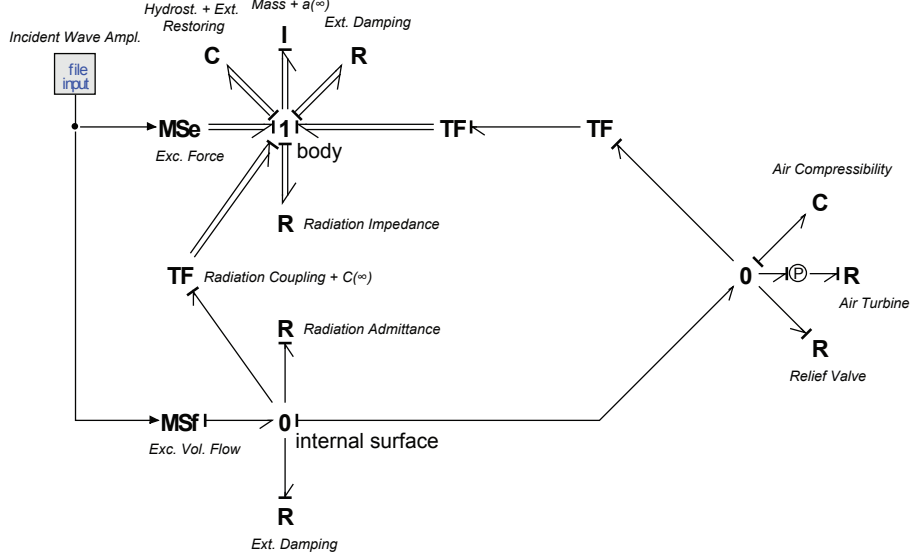 Hydrost. + Ext.
Restoring
Mass + a(∞)
Ext. Damping
Incident Wave Ampl.
file
input
C
I
R
MSe
1
TF
TF
Exc. Force
body
Air Compressibility
C
R
Radiation Impedance
TF
Radiation Coupling + C(∞)
0
P
R
Air Turbine
R
Radiation Admittance
R
Relief Valve
MSf
0
Exc. Vol. Flow
internal surface
R
Ext. Damping